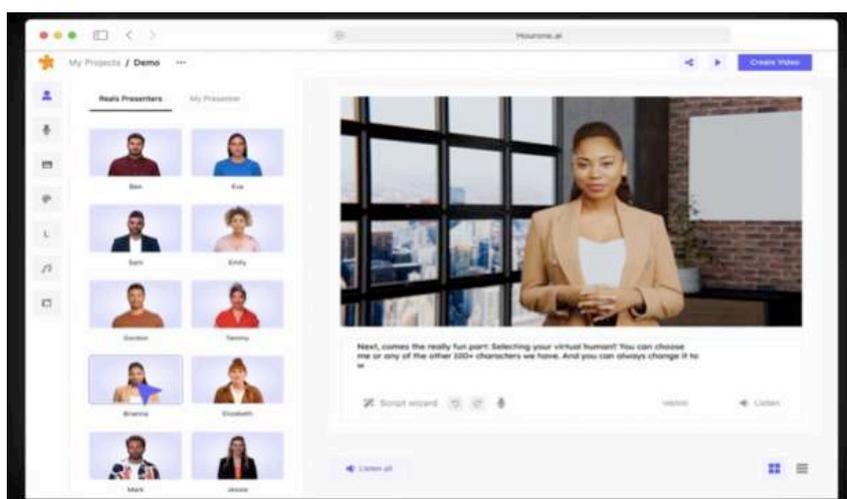 Hourone.ai
My Projects / Demo ...
Create Video
Reals Presenters My Presenter
Ben Eve
Sam Emily
Gordon Tammy
Brianna Elizabeth
Mark Jessie
Next, comes the really fun part: Selecting your virtual human! You can choose
me or any of the other 100+ characters we have. And you can always change it to
w
Script wizard
Listen
Listen all